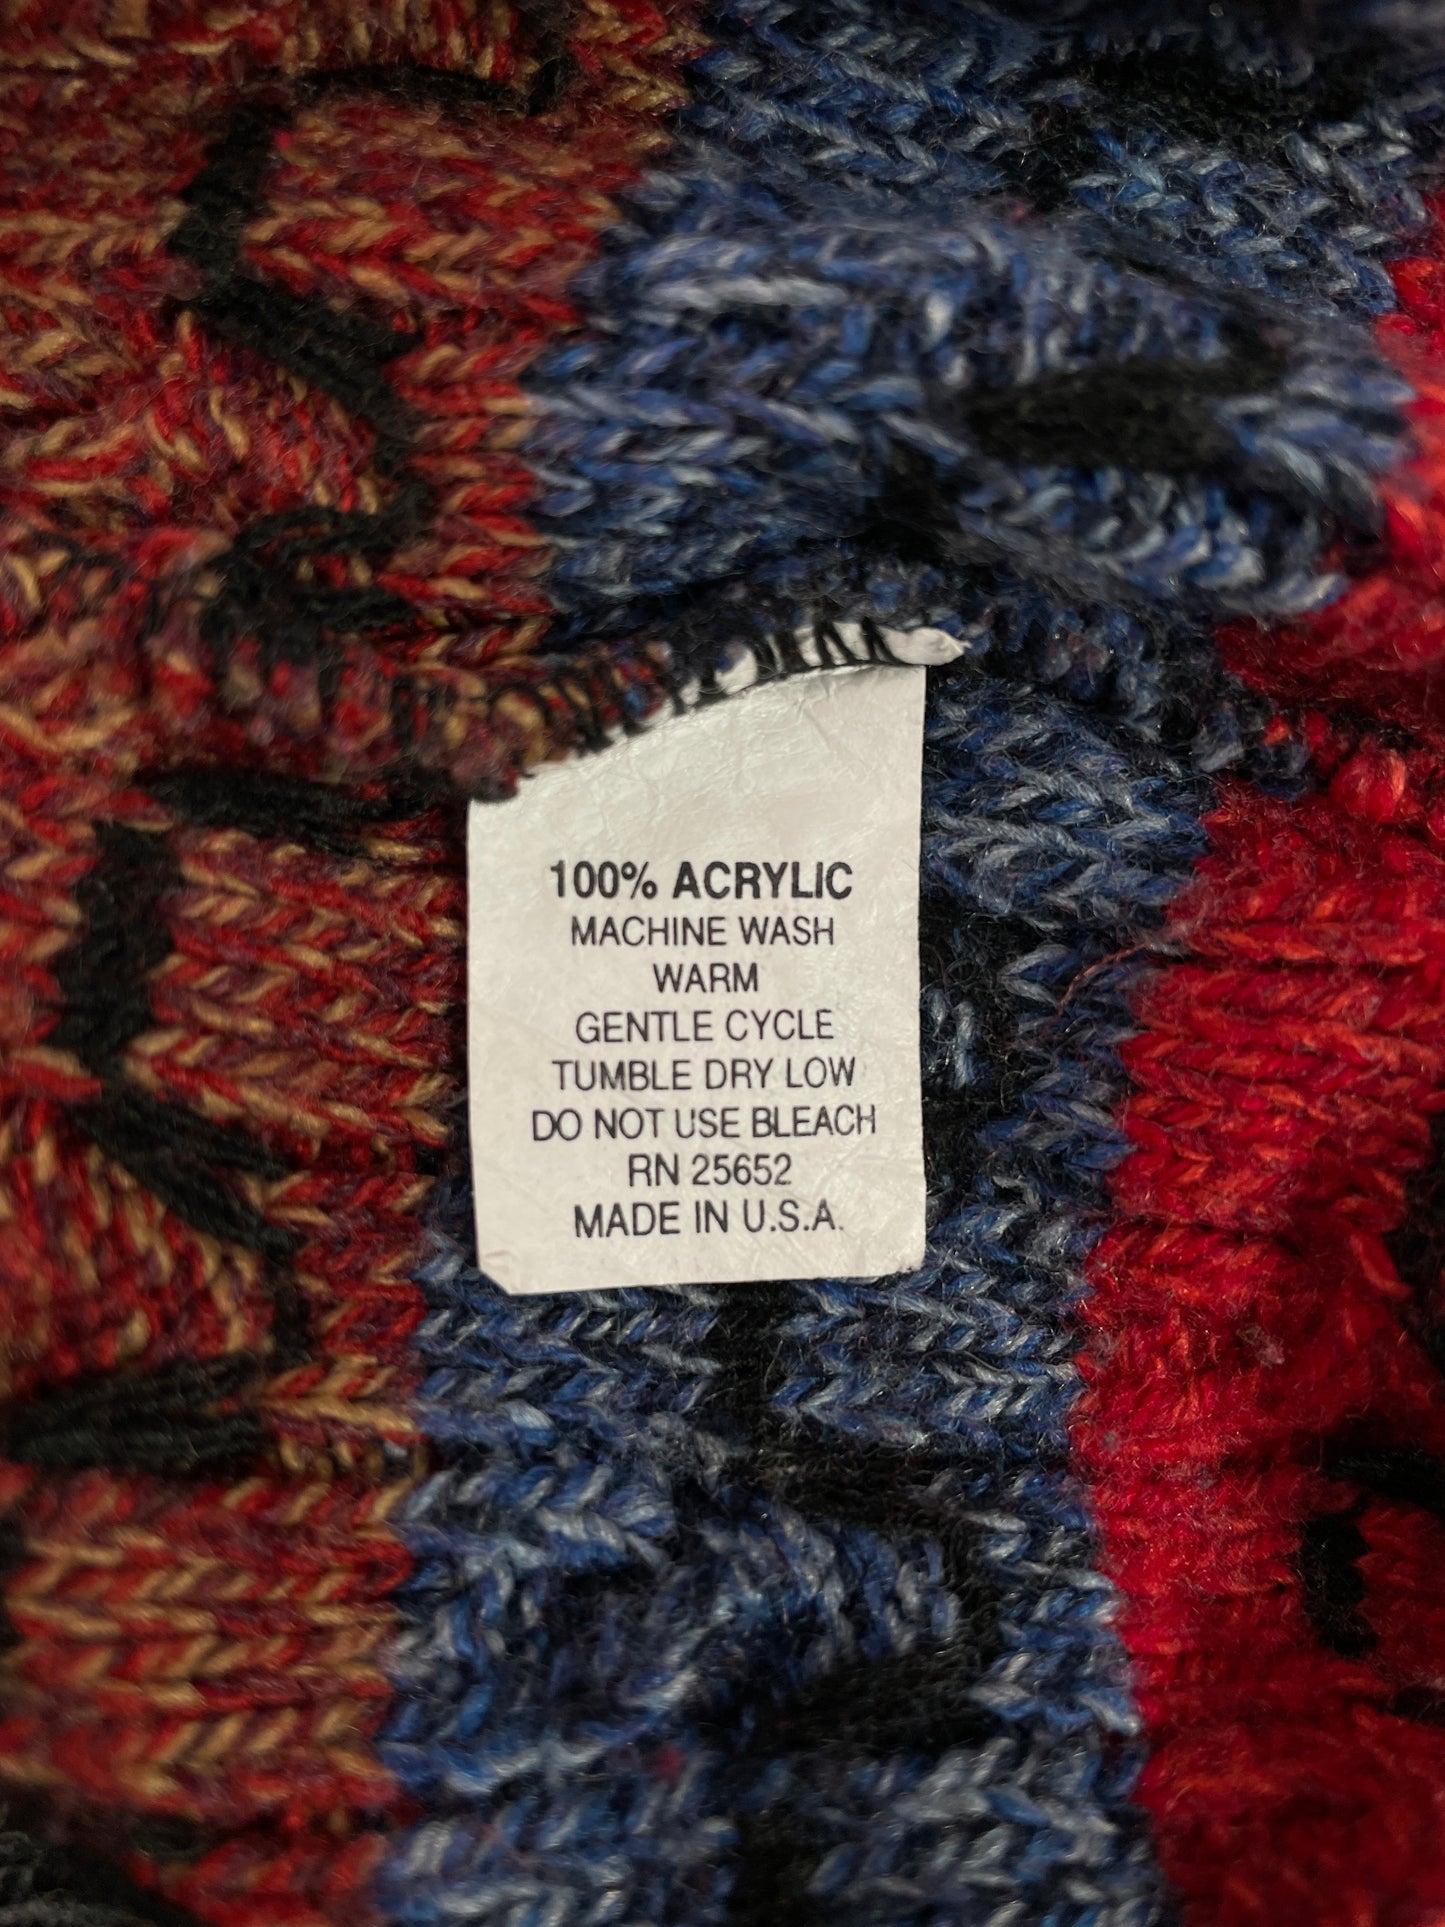 100% ACRYLIC
MACHINE WASH
WARM
GENTLE CYCLE
TUMBLE DRY LOW
DO NOT USE BLEACH
RN 25652
MADE IN U.S.A.